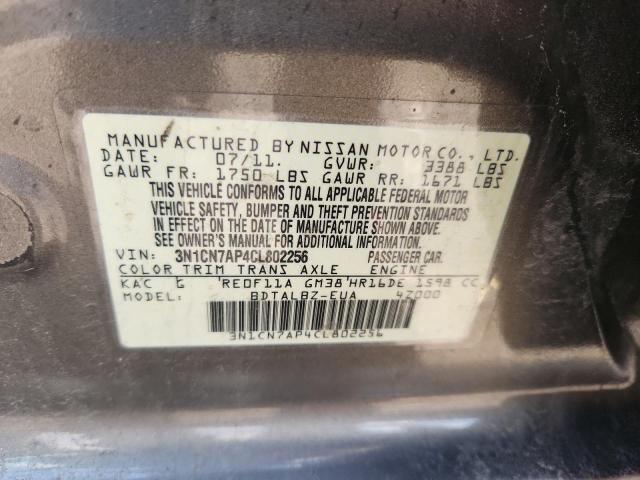 MANUFACTURED BY NISSAN MOTOR CO., LTD.
DATE: 07/11. GVWR: 3388 LBS
GAWR FR: 1750 LBS GAWR RR: 1671 LBS
THIS VEHICLE CONFORMS TO ALL APPLICABLE FEDERAL MOTOR
VEHICLE SAFETY, BUMPER AND THEFT PREVENTION STANDARDS
IN EFFECT ON THE DATE OF MANUFACTURE SHOWN ABOVE.
SEE OWNER'S MANUAL FOR ADDITIONAL INFORMATION.
VIN: 3N1CN7AP4CL802256 PASSENGER CAR.
COLOR TRIM TRANS AXLE ENGINE
KAC G RE0F11A GM38 HR16DE 1598 CC
MODEL: BDTALBZ-EUA 4Z000
3N1CN7AP4CL802256